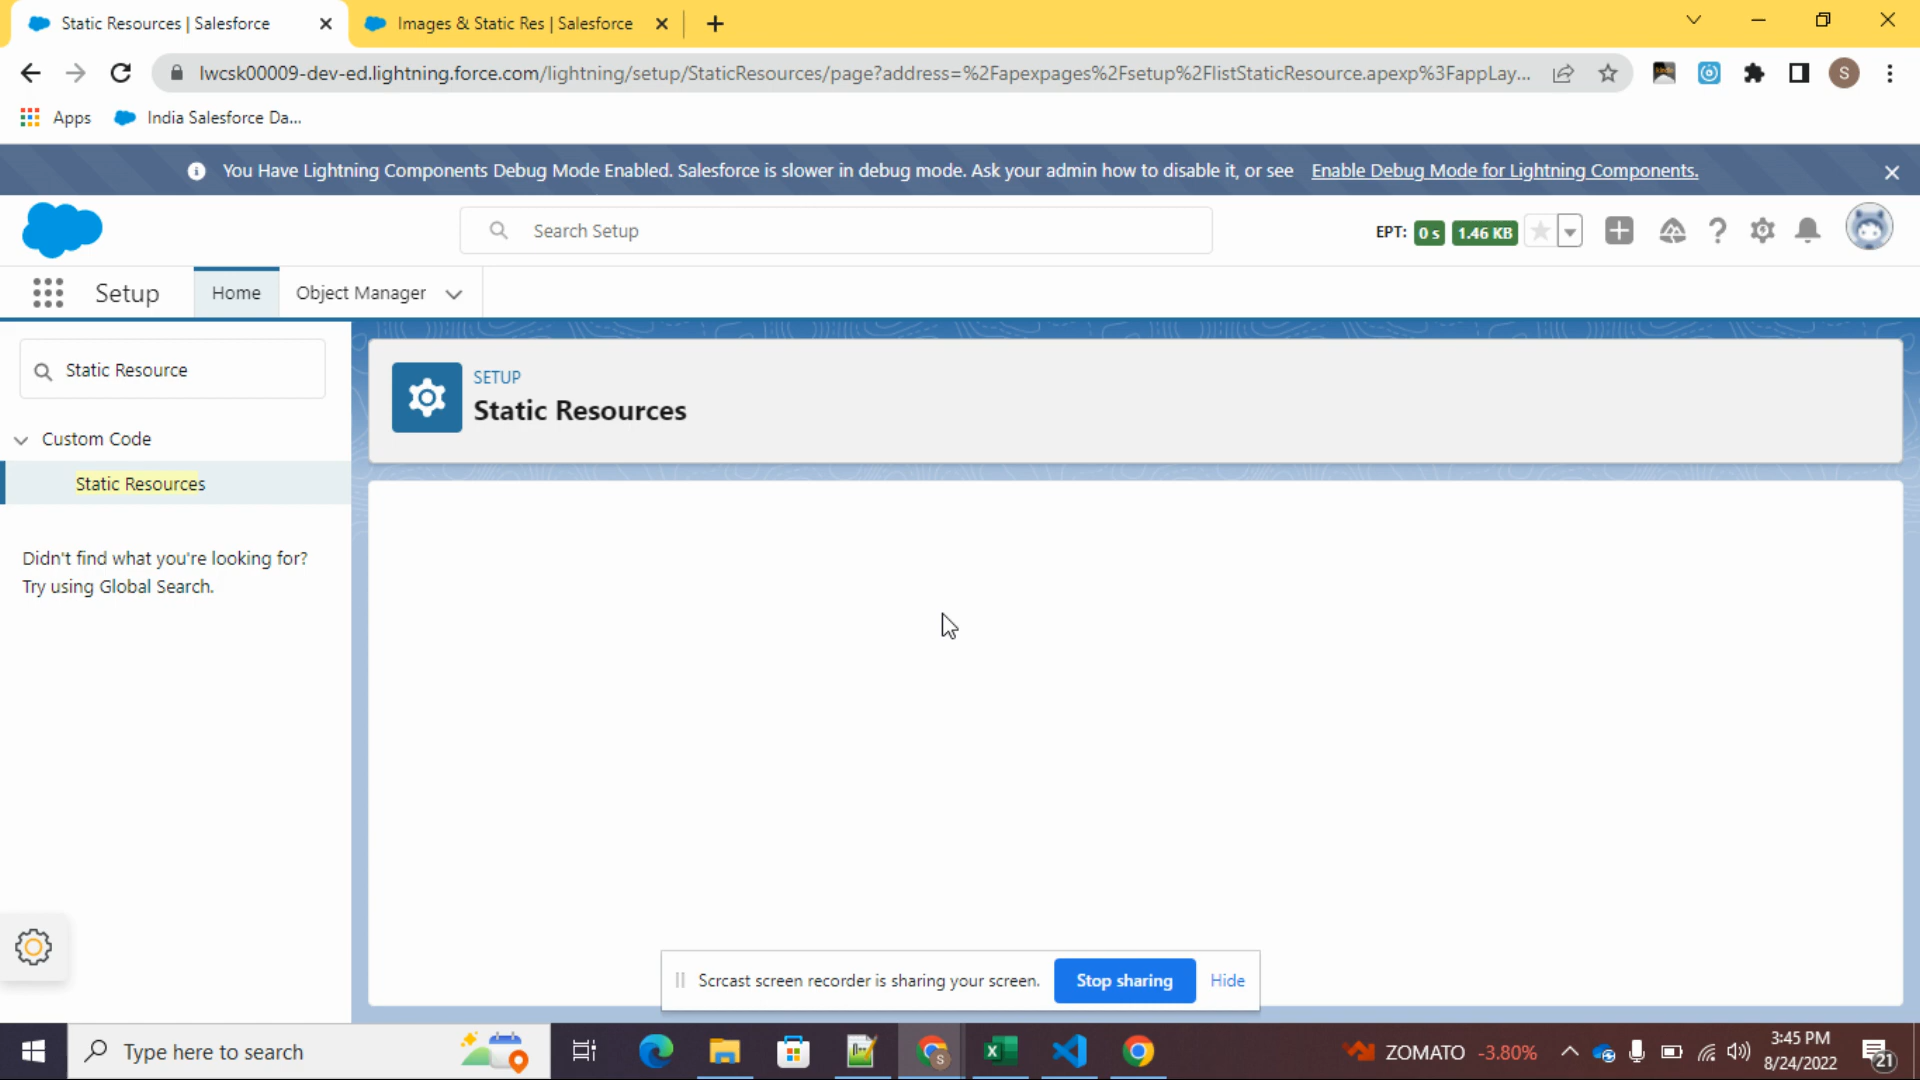 Static Resources | Salesforce
Images & Static Res | Salesforce
lwcsk00009-dev-ed.lightning.force.com/lightning/setup/StaticResources/page?address=%2Fapexpages%2Fsetup%2FlistStaticResource.apexp%3FappLay...
S
Apps
India Salesforce Da...
You Have Lightning Components Debug Mode Enabled. Salesforce is slower in debug mode. Ask your admin how to disable it, or see Enable Debug Mode for Lightning Components.
Search Setup
EPT: 0 s 1.46 KB
Setup
Home
Object Manager
Static Resource
SETUP
Static Resources
Custom Code
Static Resources
Didn't find what you're looking for?
Try using Global Search.
Scrcast screen recorder is sharing your screen.
Stop sharing
Hide
Type here to search
S
ZOMATO -3.80%
3:45 PM
8/24/2022
21